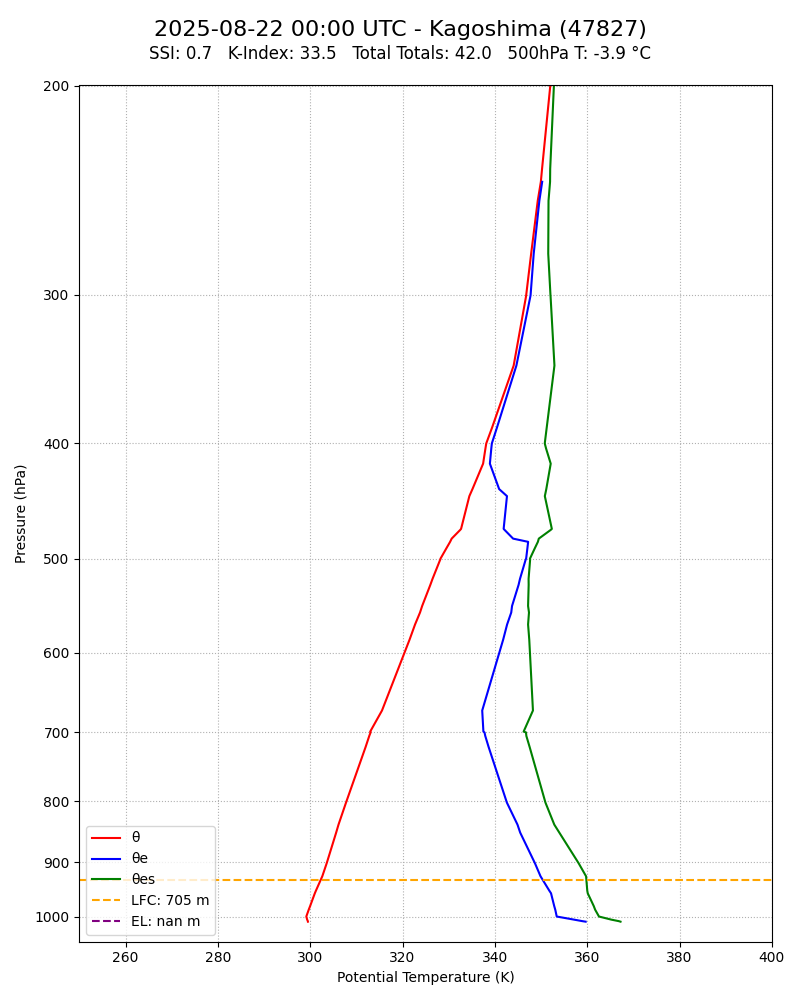 2025-08-22 00:00 UTC - Kagoshima (47827)
SSI: 0.7 K-Index: 33.5 Total Totals: 42.0 500hPa T: -3.9 °C
200
300
400
500
600
700
800
900
1000
Pressure (hPa)
θ
θe
θes
LFC: 705 m
EL: nan m
260 280 300 320 340 360 380 400
Potential Temperature (K)